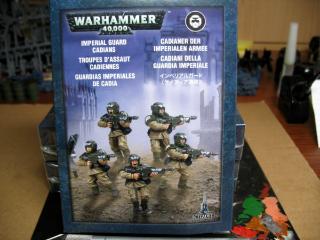 WARHAMMER
40,000
IMPERIAL GUARD
CADIANS
TROUPES D'ASSAUT
CADIENNES
GUARDIAS IMPERIALES
DE CADIA
CADIANER DER
IMPERIALEN ARMEE
CADIANI DELLA
GUARDIA IMPERIALE
インペリアルガード
CITADEL